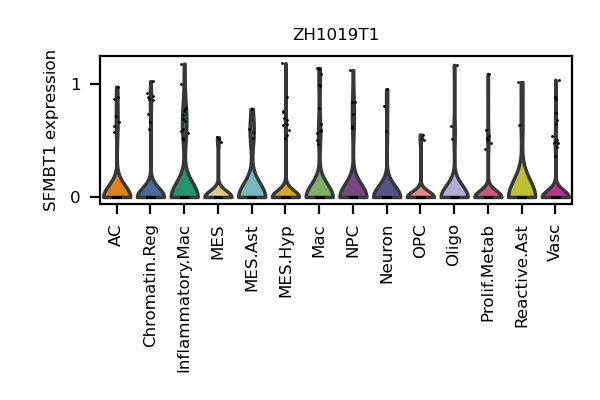 ZH1019T1
SFMBT1 expression
1
0
AC
Chromatin.Reg
Inflammatory.Mac
MES
MES.Ast
MES.Hyp
Mac
NPC
Neuron
OPC
Oligo
Prolif.Metab
Reactive.Ast
Vasc